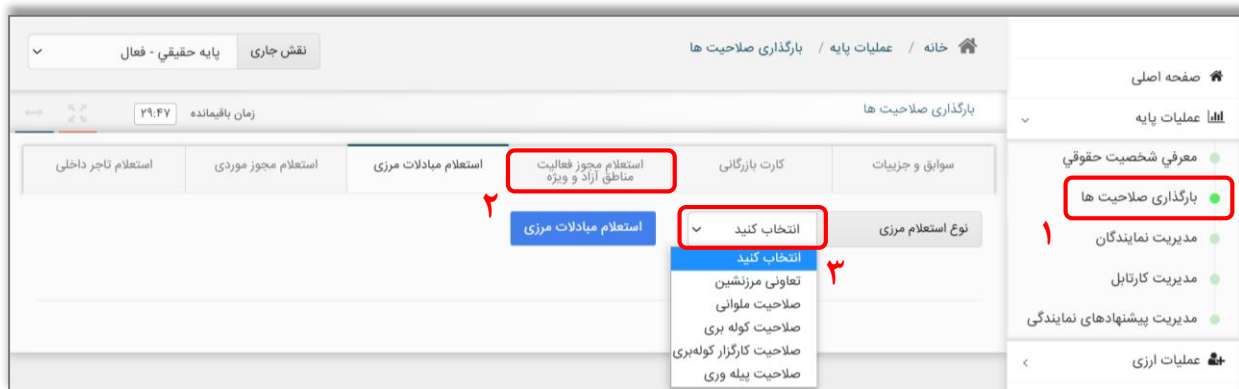 خانه / عملیات پایه / بارگذاری صلاحیت ها
نقش جاری پایه حقيقي - فعال
صفحه اصلی
عملیات پایه
معرفي شخصيت حقوقي
بارگذاری صلاحیت ها
۱
مدیریت نمایندگان
مدیریت کارتابل
مدیریت پیشنهادهای نمایندگی
عملیات ارزی
بارگذاری صلاحیت ها
زمان باقیمانده ۲۹:۴۷
سوابق و جزییات
کارت بازرگانی
استعلام مجوز فعالیت
مناطق آزاد و ویژه
۲
استعلام مبادلات مرزی
استعلام مجوز موردی
استعلام تاجر داخلی
نوع استعلام مرزی انتخاب کنید استعلام مبادلات مرزی
۳
انتخاب کنید
تعاونی مرزنشین
صلاحیت ملوانی
صلاحیت کوله بری
صلاحیت کارگزار کوله‌بری
صلاحیت پیله وری